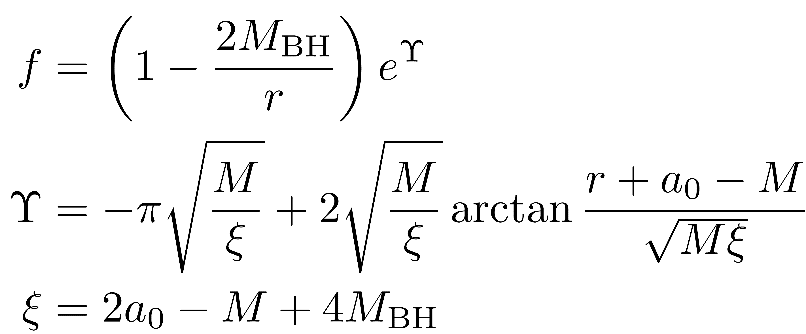 f = \left(1 - \frac{2M_{\mathrm{BH}}}{r}\right) e^{\Upsilon}
\Upsilon = -\pi\sqrt{\frac{M}{\xi}} + 2\sqrt{\frac{M}{\xi}} \arctan \frac{r + a_0 - M}{\sqrt{M\xi}}
\xi = 2a_0 - M + 4M_{\mathrm{BH}}